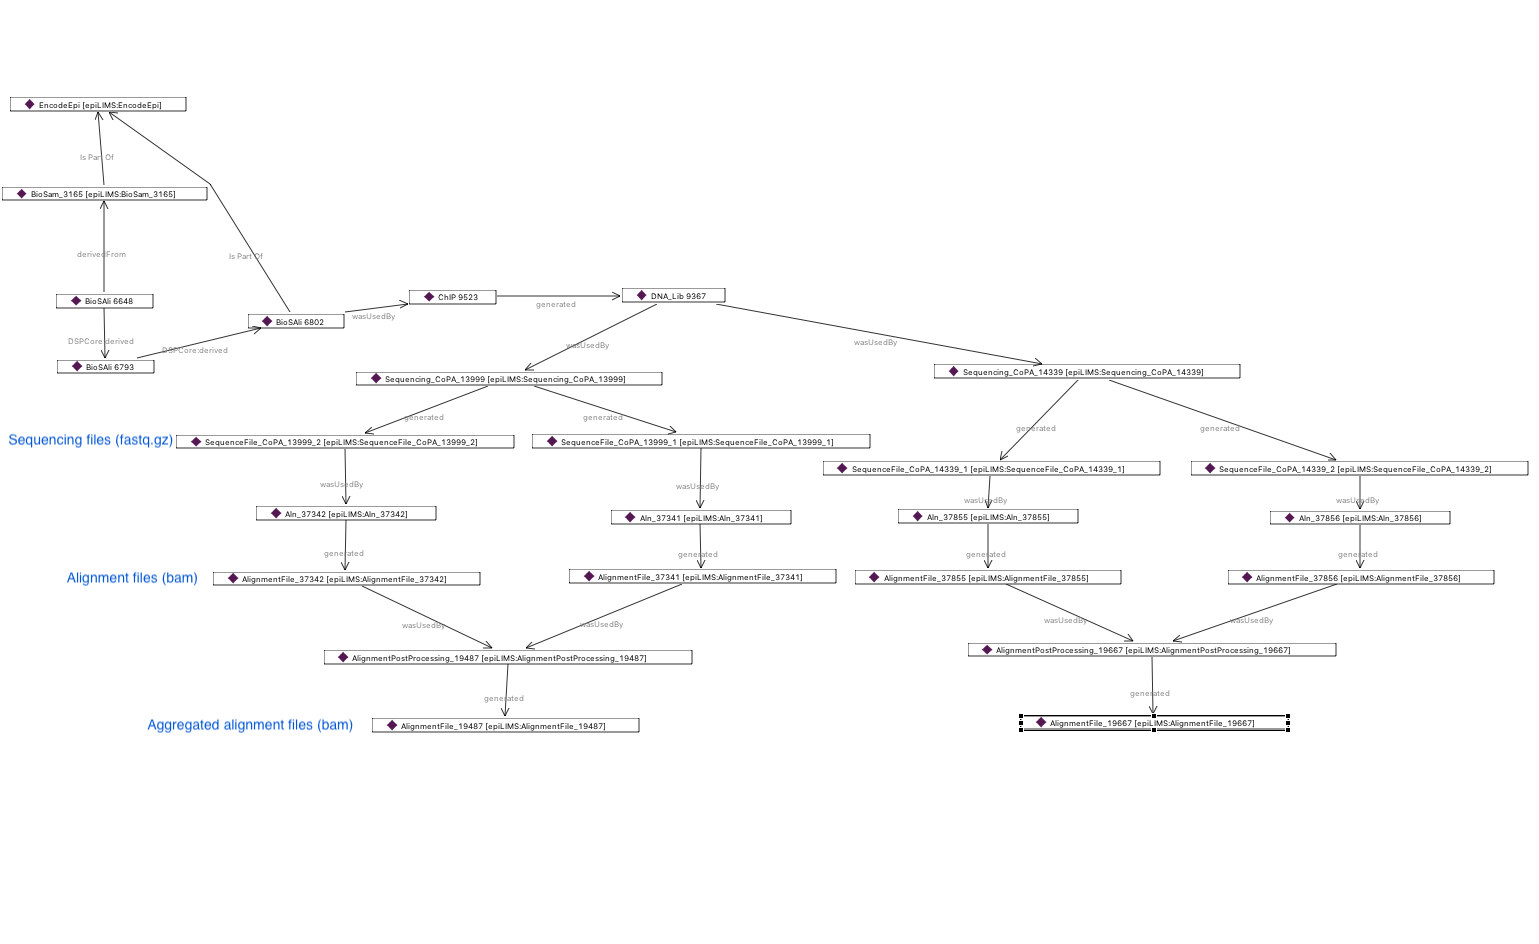 EncodeEpi [epiLIMS:EncodeEpi]
Is Part Of
BioSam_3165 [epiLIMS:BioSam_3165]
derivedFrom
Is Part Of
BioSAli 6648
ChIP 9523
generated
DNA_Lib 9367
BioSAli 6802
wasUsedBy
DSPCore:derived
DSPCore:derived
BioSAli 6793
wasUsedBy
wasUsedBy
Sequencing_CoPA_13999 [epiLIMS:Sequencing_CoPA_13999]
Sequencing_CoPA_14339 [epiLIMS:Sequencing_CoPA_14339]
generated
generated
generated
generated
Sequencing files (fastq.gz)
SequenceFile_CoPA_13999_2 [epiLIMS:SequenceFile_CoPA_13999_2]
SequenceFile_CoPA_13999_1 [epiLIMS:SequenceFile_CoPA_13999_1]
SequenceFile_CoPA_14339_1 [epiLIMS:SequenceFile_CoPA_14339_1]
SequenceFile_CoPA_14339_2 [epiLIMS:SequenceFile_CoPA_14339_2]
wasUsedBy
wasUsedBy
wasUsedBy
wasUsedBy
Aln_37342 [epiLIMS:Aln_37342]
Aln_37341 [epiLIMS:Aln_37341]
Aln_37855 [epiLIMS:Aln_37855]
Aln_37856 [epiLIMS:Aln_37856]
generated
generated
generated
generated
Alignment files (bam)
AlignmentFile_37342 [epiLIMS:AlignmentFile_37342]
AlignmentFile_37341 [epiLIMS:AlignmentFile_37341]
AlignmentFile_37855 [epiLIMS:AlignmentFile_37855]
AlignmentFile_37856 [epiLIMS:AlignmentFile_37856]
wasUsedBy
wasUsedBy
wasUsedBy
wasUsedBy
AlignmentPostProcessing_19487 [epiLIMS:AlignmentPostProcessing_19487]
AlignmentPostProcessing_19667 [epiLIMS:AlignmentPostProcessing_19667]
generated
generated
Aggregated alignment files (bam)
AlignmentFile_19487 [epiLIMS:AlignmentFile_19487]
AlignmentFile_19667 [epiLIMS:AlignmentFile_19667]